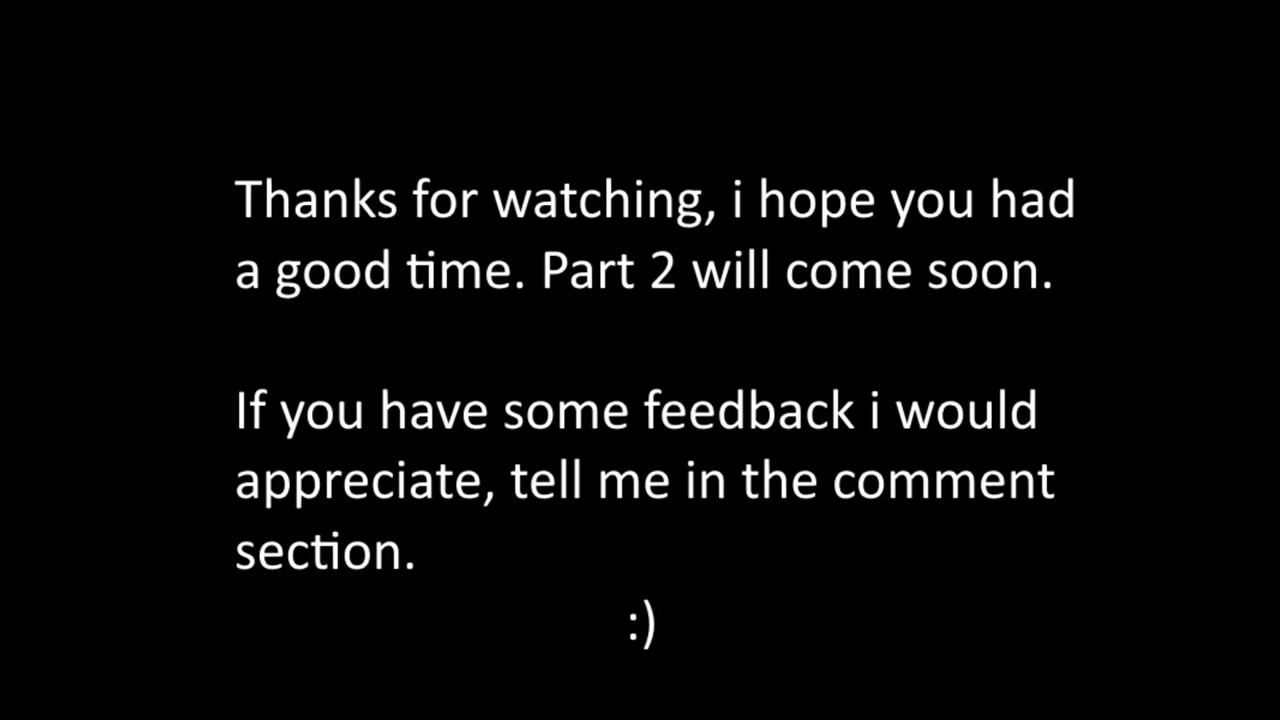 Thanks for watching, i hope you had
a good time. Part 2 will come soon.
If you have some feedback i would
appreciate, tell me in the comment
section.
:)